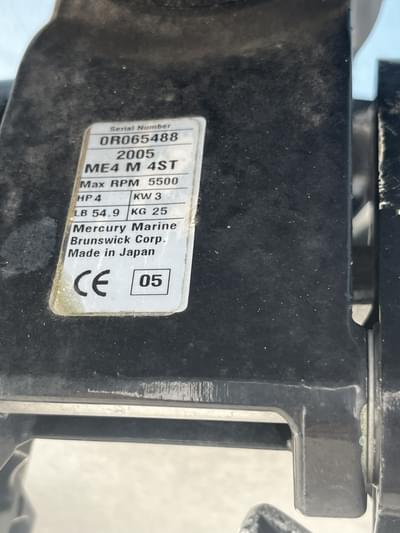 Serial Number
0R065488
2005
ME4 M 4ST
Max RPM 5500
HP 4 KW 3
LB 54.9 KG 25
Mercury Marine
Brunswick Corp.
Made in Japan
CE 05